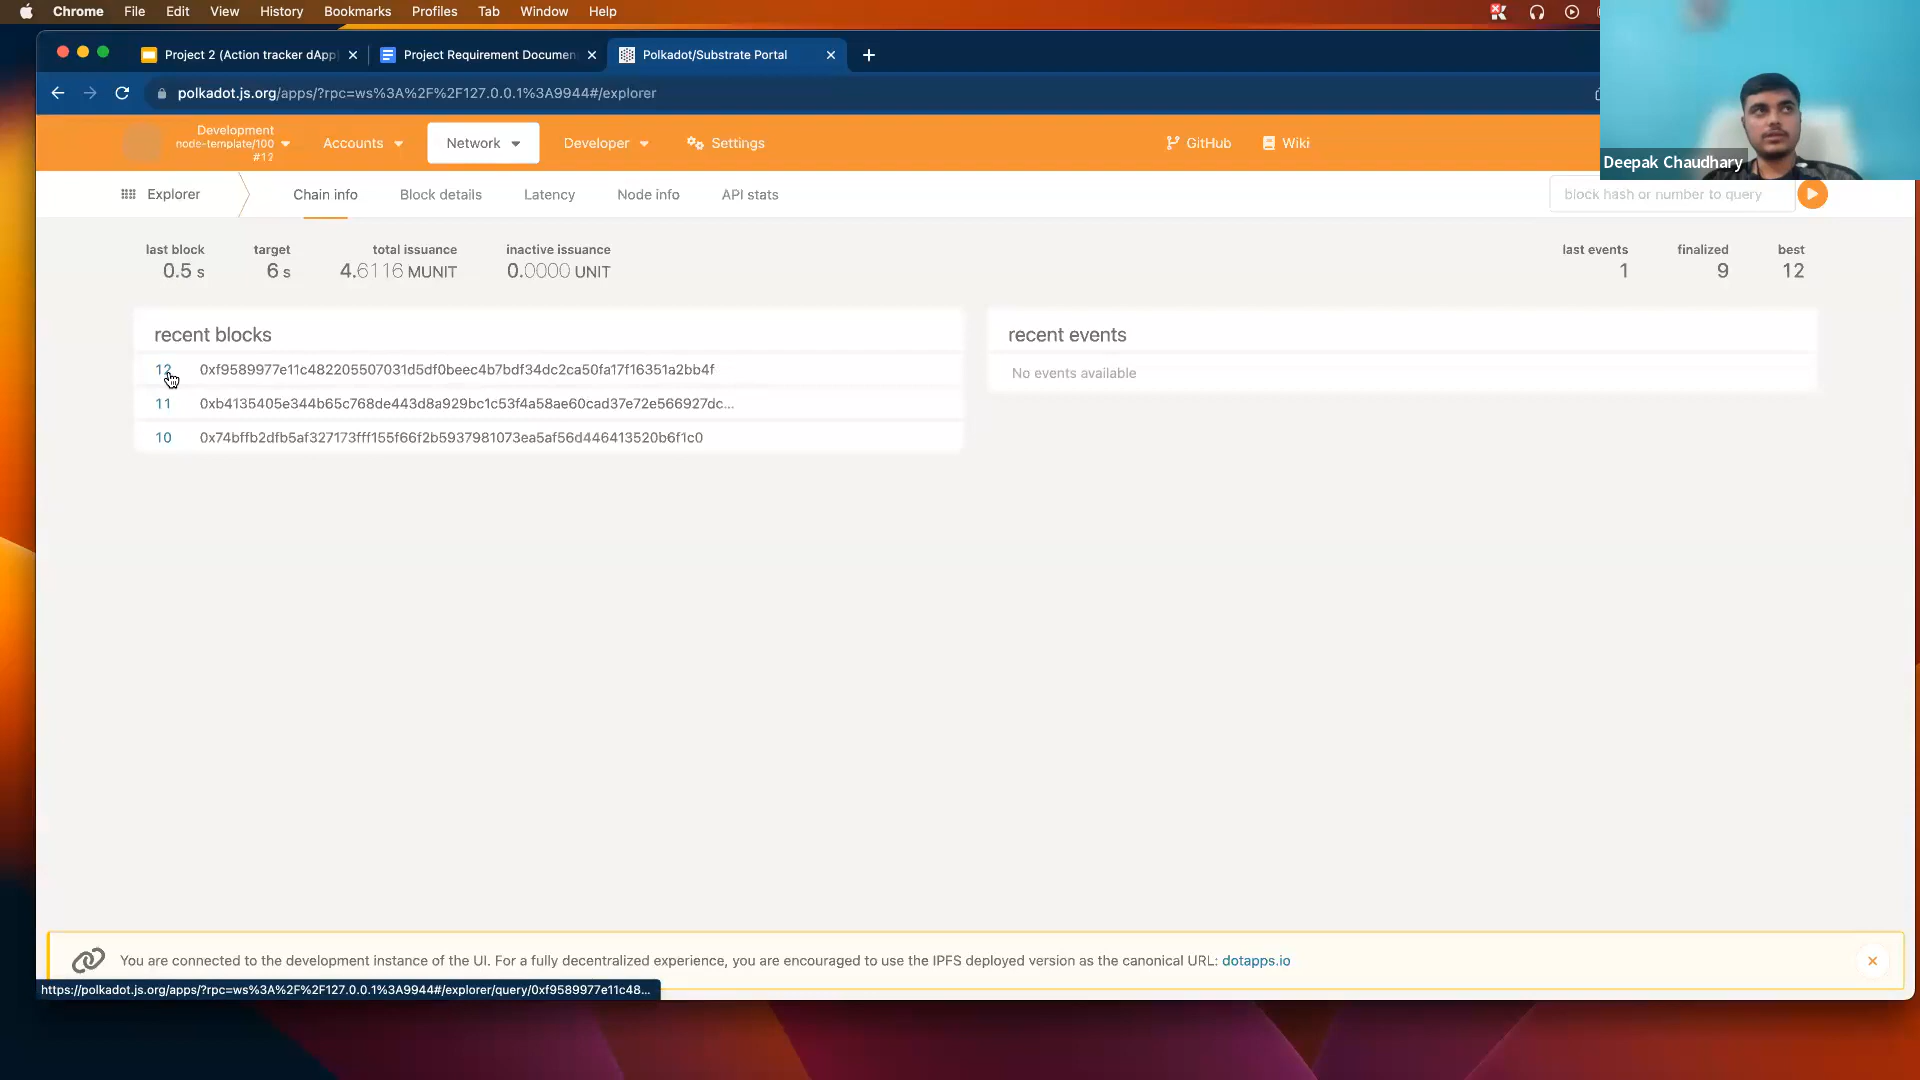 Chrome File Edit View History Bookmarks Profiles Tab Window Help
Project 2 (Action tracker dApp
Project Requirement Documen
Polkadot/Substrate Portal
polkadot.js.org/apps/?rpc=ws%3A%2F%2F127.0.0.1%3A9944#/explorer
Deepak Chaudhary
Development
node-template/100
#12
Accounts
Network
Developer
Settings
GitHub
Wiki
Explorer
Chain info
Block details
Latency
Node info
API stats
block hash or number to query
last block
0.5 s
target
6 s
total issuance
4.6116 MUNIT
inactive issuance
0.0000 UNIT
last events
1
finalized
9
best
12
recent blocks
12 0xf9589977e11c482205507031d5df0beec4b7bdf34dc2ca50fa17f16351a2bb4f
11 0xb4135405e344b65c768de443d8a929bc1c53f4a58ae60cad37e72e566927dc...
10 0x74bffb2dfb5af327173fff155f66f2b5937981073ea5af56d446413520b6f1c0
recent events
No events available
You are connected to the development instance of the UI. For a fully decentralized experience, you are encouraged to use the IPFS deployed version as the canonical URL: dotapps.io
https://polkadot.js.org/apps/?rpc=ws%3A%2F%2F127.0.0.1%3A9944#/explorer/query/0xf9589977e11c48...